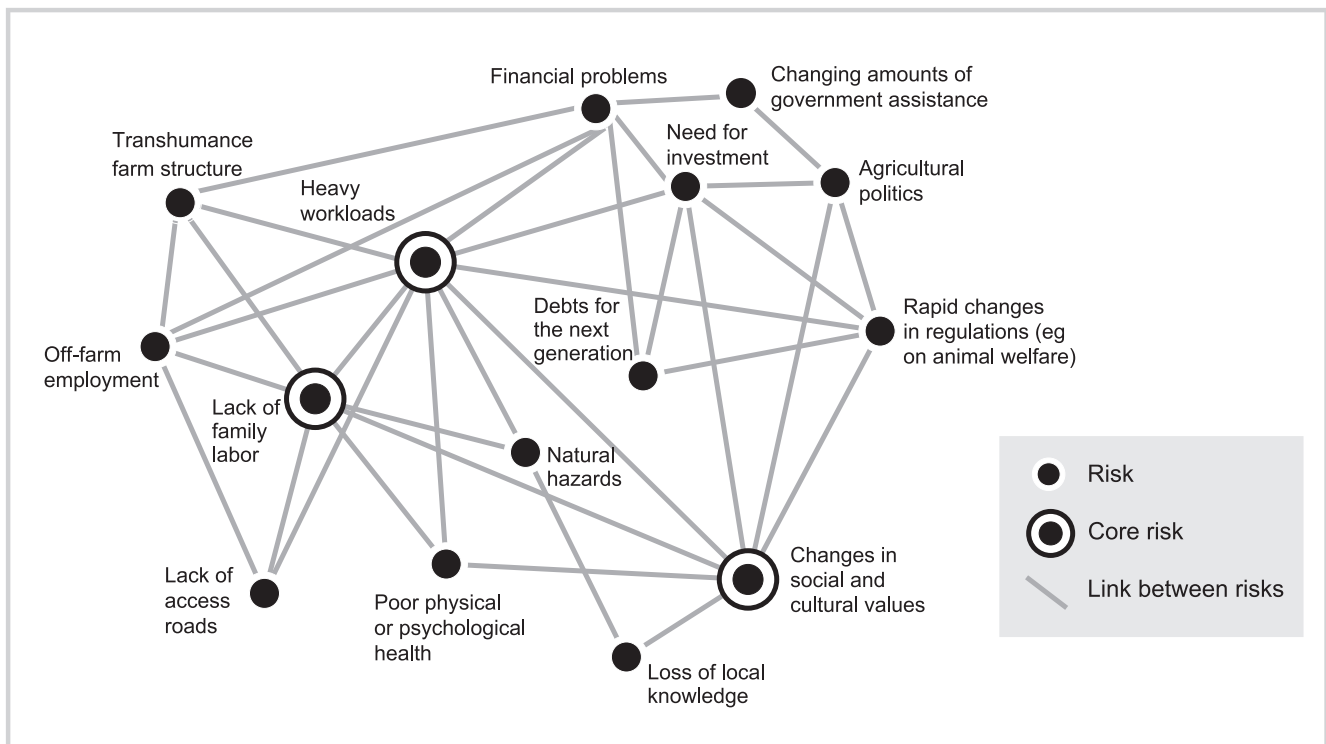 Financial problems
Changing amounts of
government assistance
Transhumance
farm structure
Need for
investment
Agricultural
politics
Heavy
workloads
Debts for
the next
generation
Rapid changes
in regulations (eg
on animal welfare)
Off-farm
employment
Lack of
family
labor
Natural
hazards
Risk
Core risk
Link between risks
Changes in
social and
cultural values
Lack of
access
roads
Poor physical
or psychological
health
Loss of local
knowledge